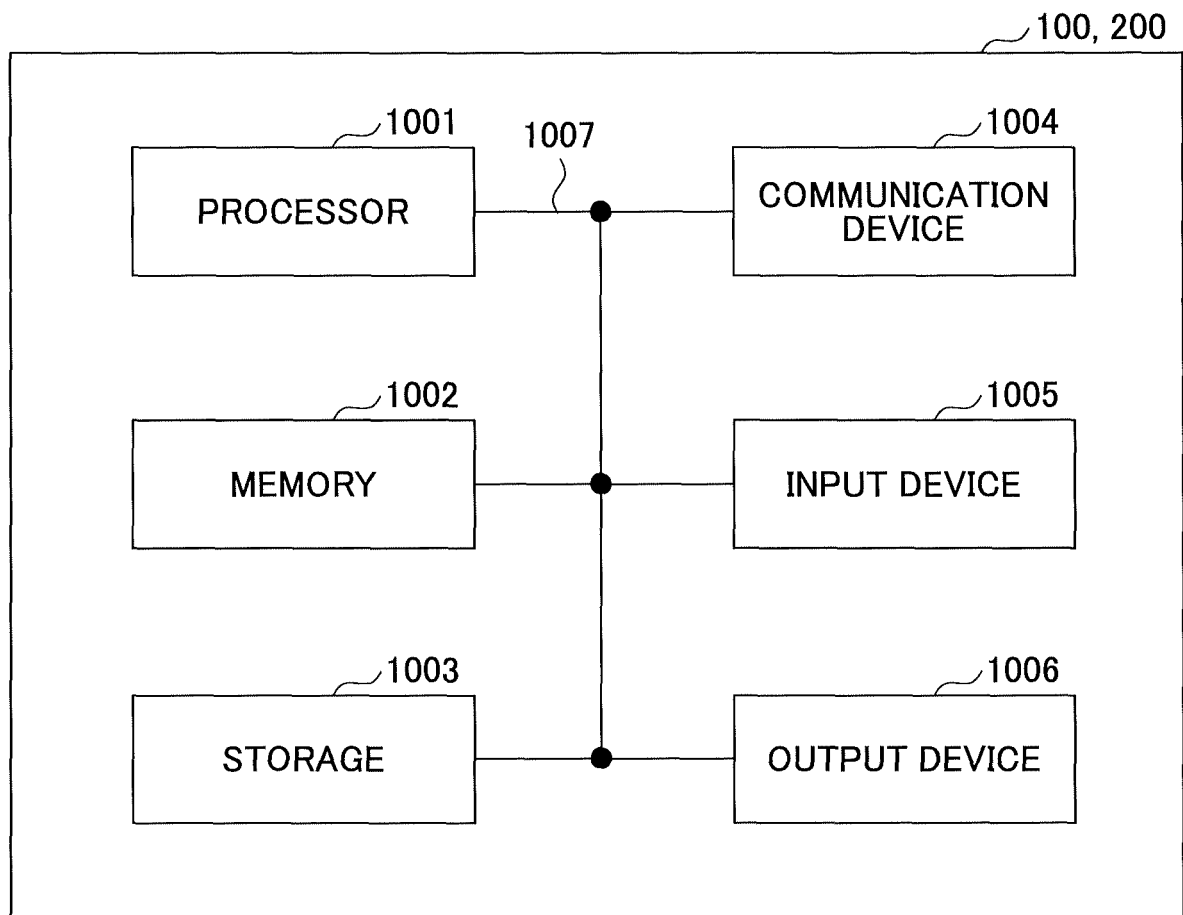 100, 200
1001
1007
1004
PROCESSOR
COMMUNICATION
DEVICE
1002
1005
MEMORY
INPUT DEVICE
1003
1006
STORAGE
OUTPUT DEVICE